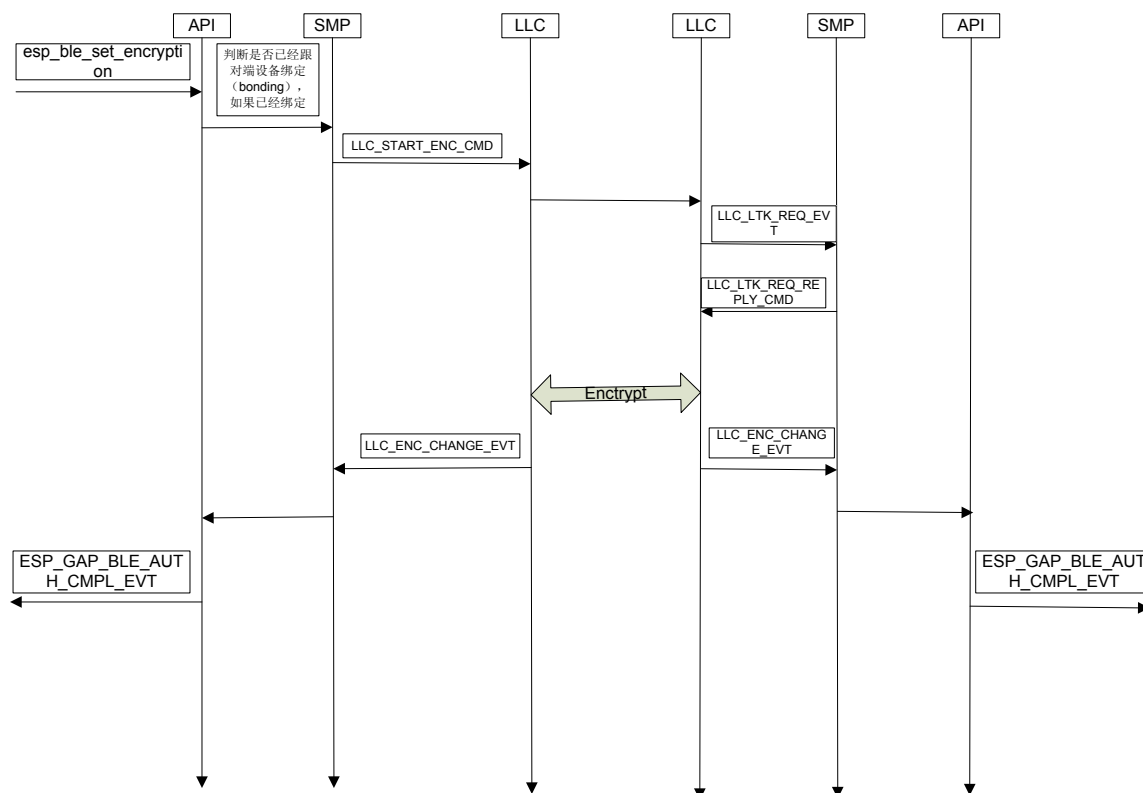 API
SMP
LLC
LLC
SMP
API
esp_ble_set_encrypti
on
判断是否已经跟
对端设备绑定
（bonding），
如果已经绑定
LLC_START_ENC_CMD
LLC_LTK_REQ_EV
T
LLC_LTK_REQ_RE
PLY_CMD
Enctrypt
LLC_ENC_CHANGE_EVT
LLC_ENC_CHANG
E_EVT
ESP_GAP_BLE_AUT
H_CMPL_EVT
ESP_GAP_BLE_AUT
H_CMPL_EVT